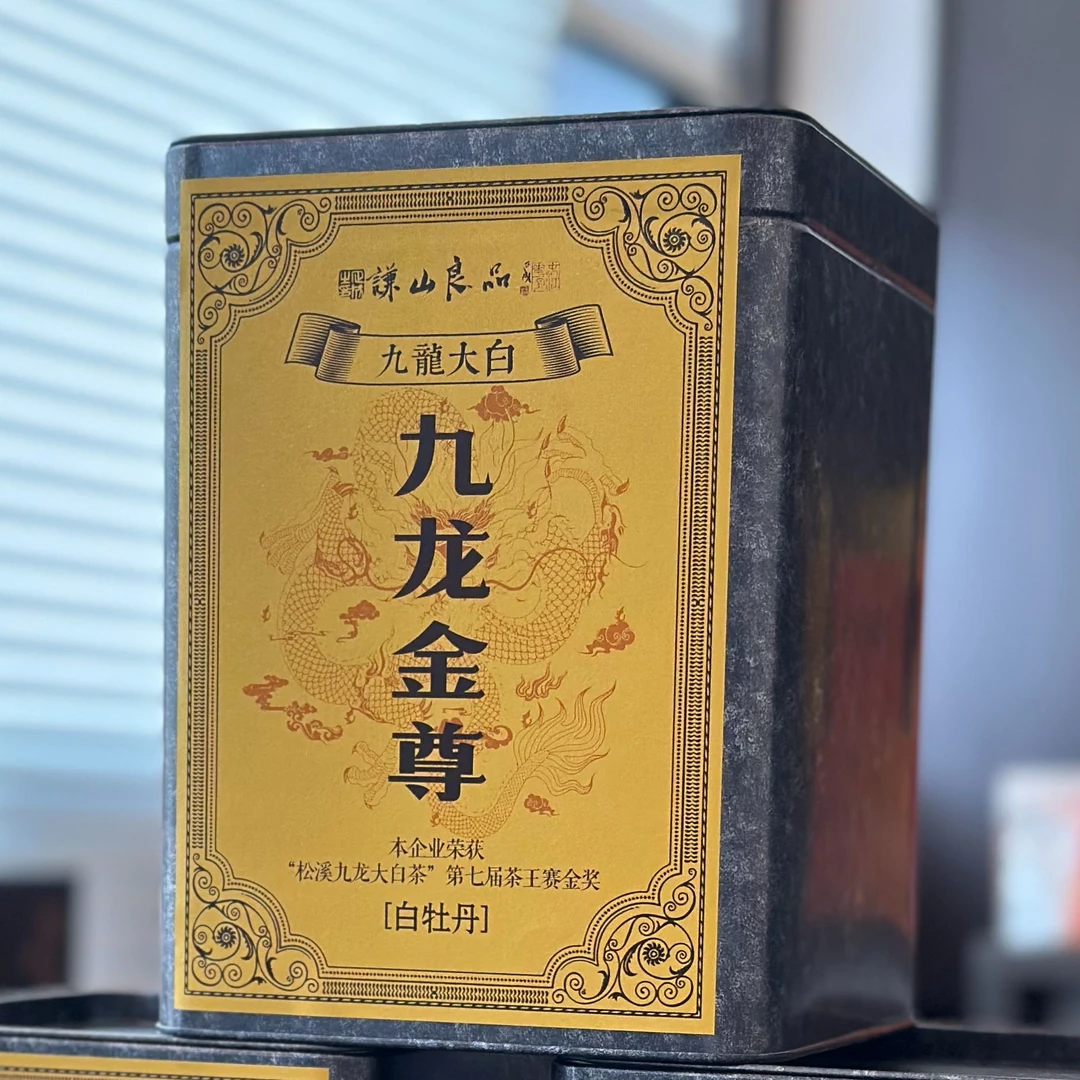 謙山良品
九龍大白
九龙金尊
本企业荣获
“松溪九龙大白茶”第七届茶王赛金奖
[白牡丹]